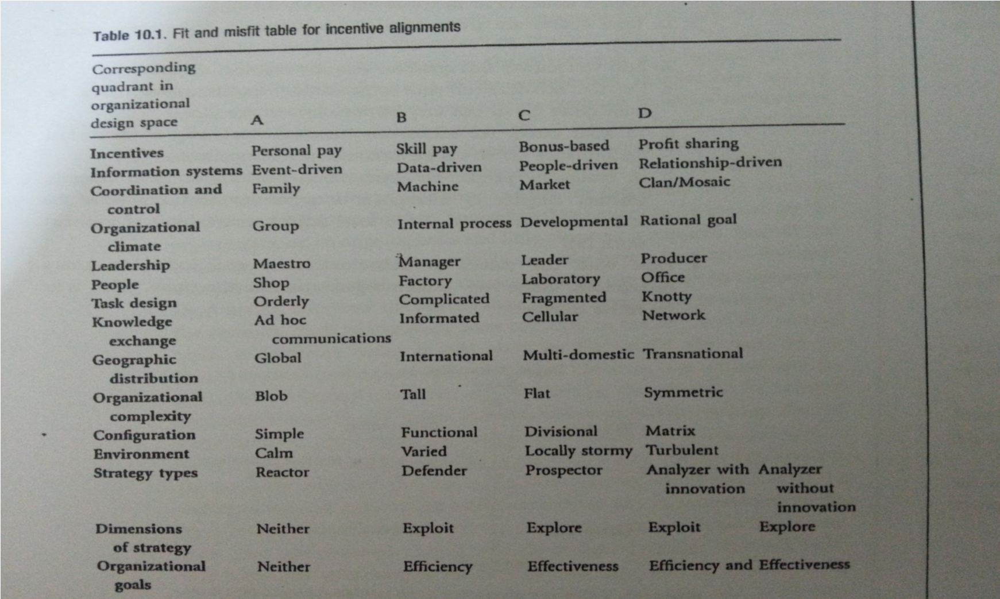 Table 10.1. Fit and misfit table for incentive alignments
Corresponding
quadrant in
organizational
design space A B C D
Incentives Personal pay Skill pay Bonus-based Profit sharing
Information systems Event-driven Data-driven People-driven Relationship-driven
Coordination and Family Machine Market Clan/Mosaic
control
Organizational Group Internal process Developmental Rational goal
climate
Leadership Maestro Manager Leader Producer
People Shop Factory Laboratory Office
Task design Orderly Complicated Fragmented Knotty
Knowledge Ad hoc Informated Cellular Network
exchange communications
Geographic Global International Multi-domestic Transnational
distribution
Organizational Blob Tall Flat Symmetric
complexity
Configuration Simple Functional Divisional Matrix
Environment Calm Varied Locally stormy Turbulent
Strategy types Reactor Defender Prospector Analyzer with Analyzer
innovation without
innovation
Dimensions Neither Exploit Explore Exploit Explore
of strategy
Organizational Neither Efficiency Effectiveness Efficiency and Effectiveness
goals